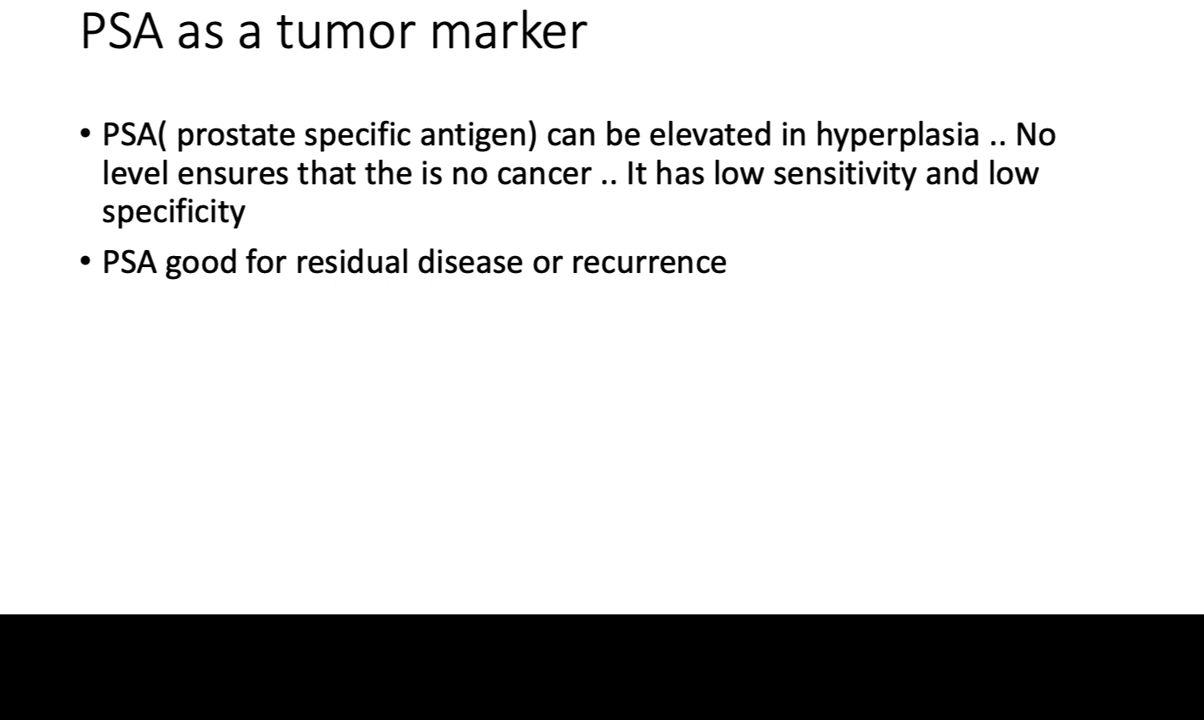 PSA as a tumor marker
• PSA( prostate specific antigen) can be elevated in hyperplasia .. No
level ensures that the is no cancer .. It has low sensitivity and low
specificity
• PSA good for residual disease or recurrence